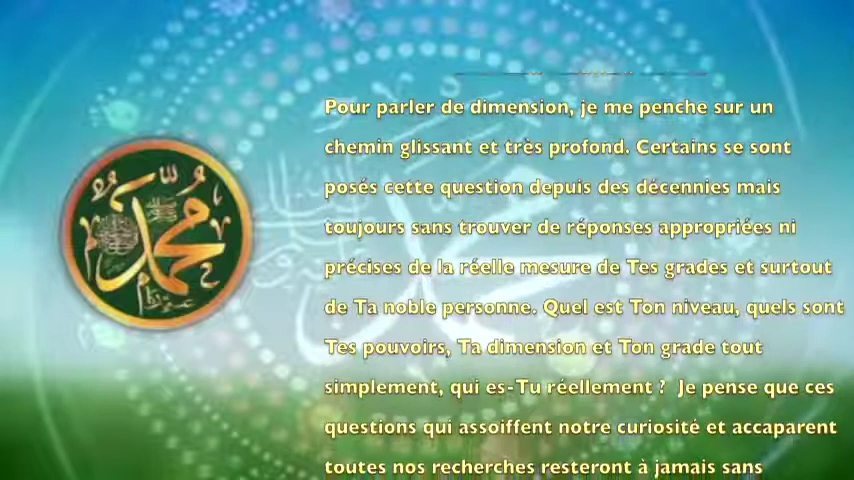 محمد
Pour parler de dimension, je me penche sur un
chemin glissant et très profond. Certains se sont
posés cette question depuis des décennies mais
toujours sans trouver de réponses appropriées ni
précises de la réelle mesure de Tes grades et surtout
de Ta noble personne. Quel est Ton niveau, quels sont
Tes pouvoirs, Ta dimension et Ton grade tout
simplement, qui es-Tu réellement ? Je pense que ces
questions qui assoiffent notre curiosité et accaparent
toutes nos recherches resteront à jamais sans